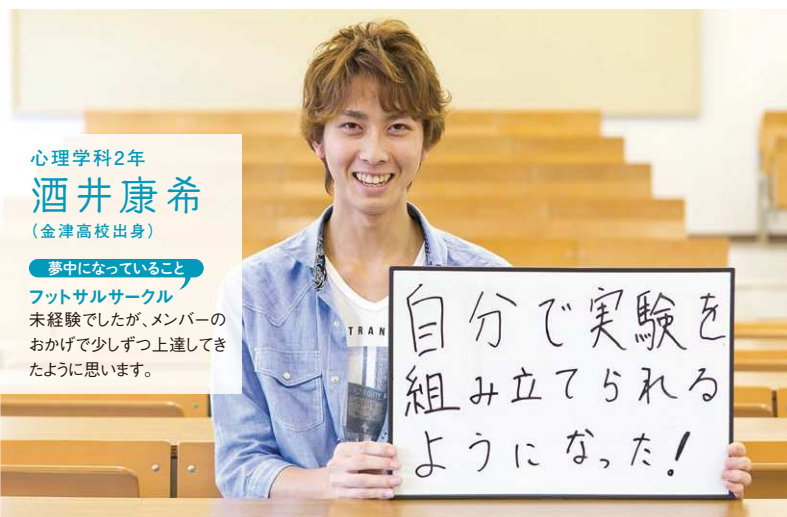 心理学科2年
酒井康希
（金津高校出身）
夢中になっていること
フットサルサークル
未経験でしたが、メンバーの
おかげで少しずつ上達してき
たように思います。
TRAN
自分で実験を
組み立てられる
ようになった!